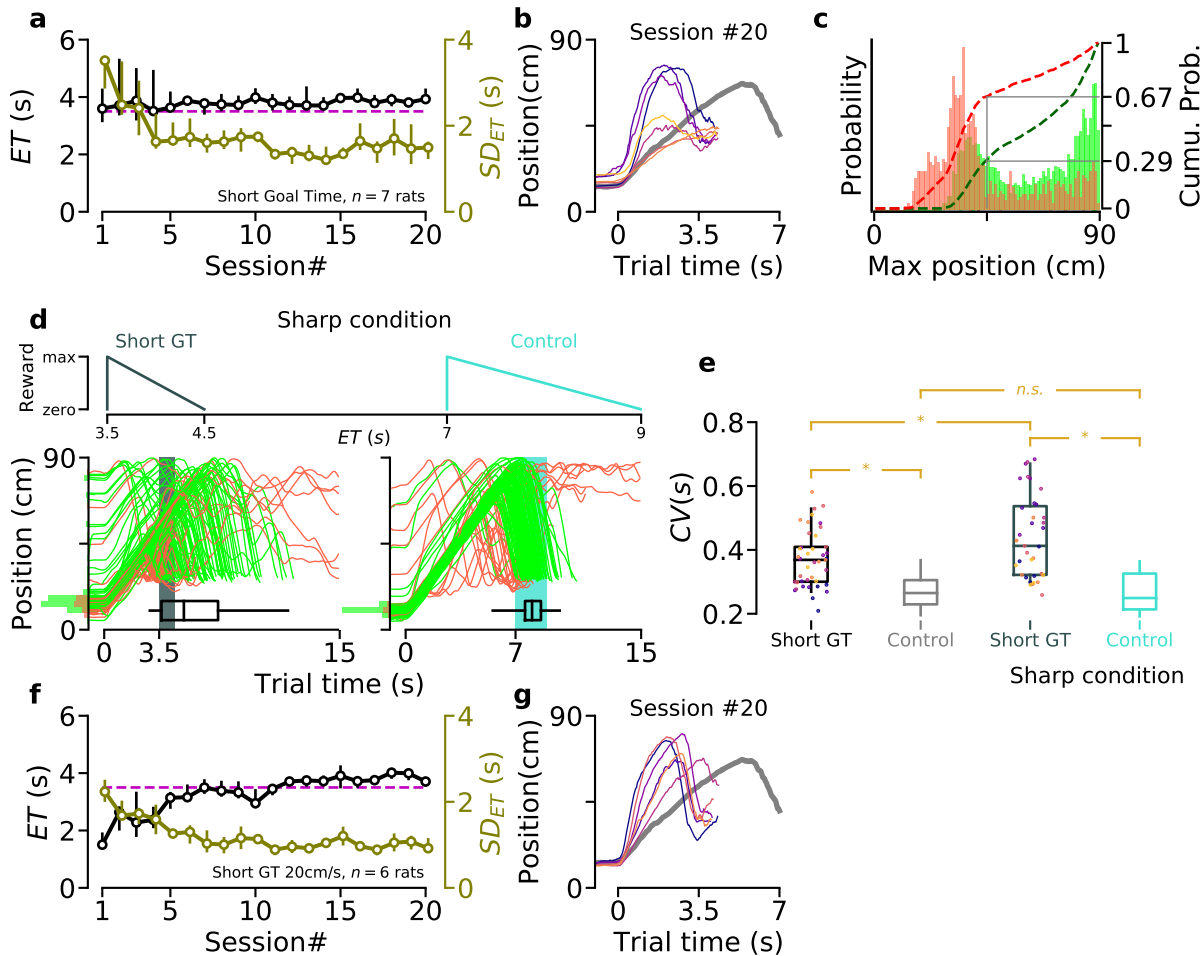 a
6
4
2
0
ET (s)
4
2
0
SD_ET (s)
Short Goal Time, n = 7 rats
1 5 10 15 20
Session#
b
Session #20
90
0
Position(cm)
0 3.5 7
Trial time (s)
c
Probability
1
0.67
0.29
0
Cumu. Prob.
0 90
Max position (cm)
d
Sharp condition
Short GT
Control
Reward
max
zero
3.5 4.5 7 9
ET (s)
90
0
Position (cm)
0 3.5 15
0 7 15
Trial time (s)
e
n.s.
*
*
*
0.8
0.6
0.4
0.2
CV(s)
Short GT Control Short GT Control
Sharp condition
f
6
4
2
0
ET (s)
4
2
0
SD_ET (s)
Short GT 20cm/s, n = 6 rats
1 5 10 15 20
Session#
g
Session #20
90
0
Position(cm)
0 3.5 7
Trial time (s)